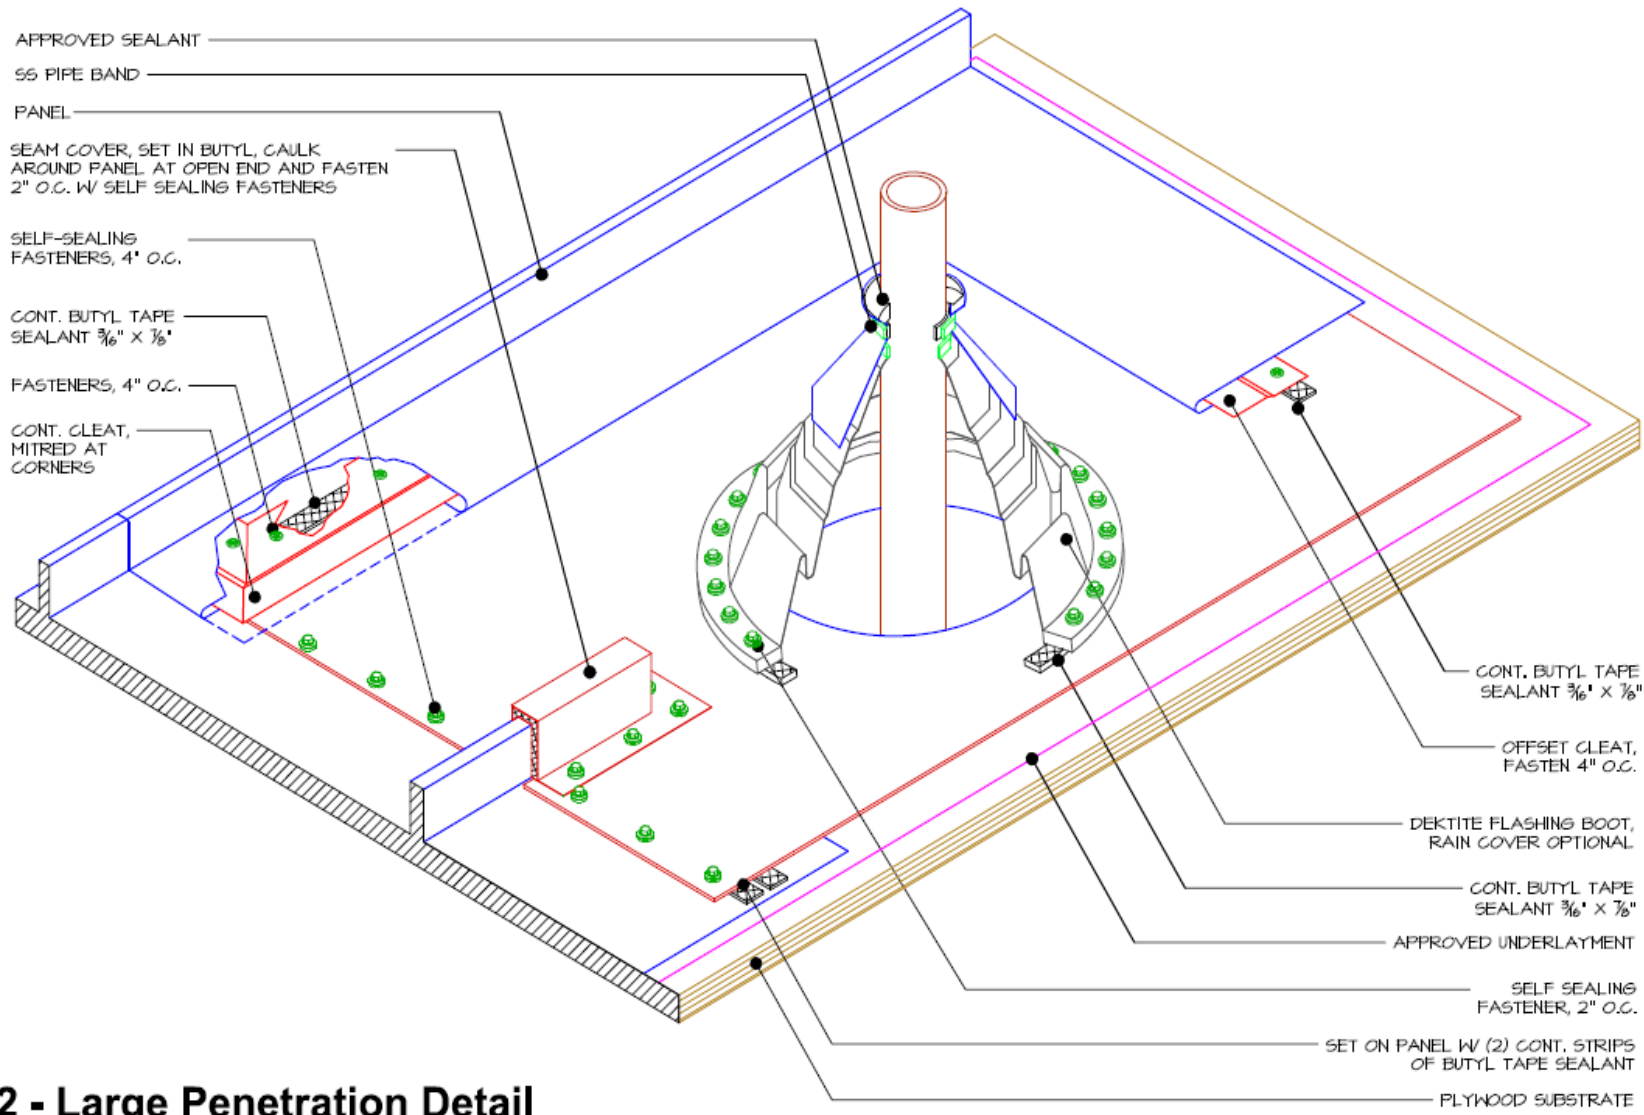 APPROVED SEALANT
SS PIPE BAND
PANEL
SEAM COVER, SET IN BUTYL, CAULK
AROUND PANEL AT OPEN END AND FASTEN
2" O.C. W/ SELF SEALING FASTENERS
SELF-SEALING
FASTENERS, 4" O.C.
CONT. BUTYL TAPE
SEALANT 3/16" X 7/8"
FASTENERS, 4" O.C.
CONT. CLEAT,
MITRED AT
CORNERS
CONT. BUTYL TAPE
SEALANT 3/16" X 7/8"
OFFSET CLEAT,
FASTEN 4" O.C.
DEKTITE FLASHING BOOT,
RAIN COVER OPTIONAL
CONT. BUTYL TAPE
SEALANT 3/16" X 7/8"
APPROVED UNDERLAYMENT
SELF SEALING
FASTENER, 2" O.C.
SET ON PANEL W/ (2) CONT. STRIPS
OF BUTYL TAPE SEALANT
PLYWOOD SUBSTRATE
2 - Large Penetration Detail